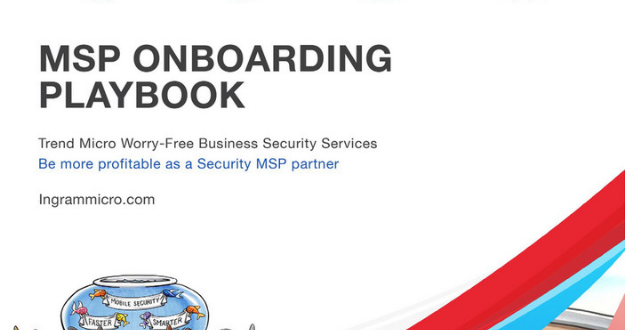 MSP ONBOARDING
PLAYBOOK
Trend Micro Worry-Free Business Security Services
Be more profitable as a Security MSP partner
Ingrammicro.com
MOBILE SECURITY
FASTER
SMARTER